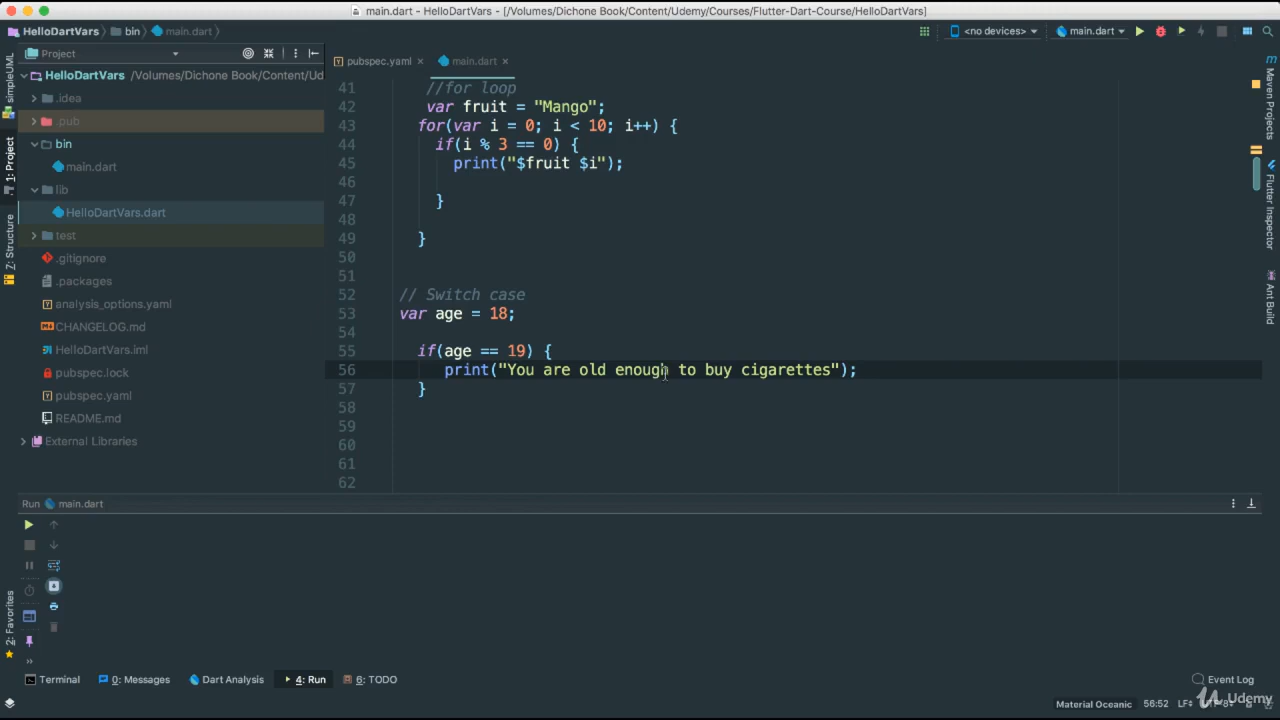 main.dart - HelloDartVars - [/Volumes/Dichone Book/Content/Udemy/Courses/Flutter-Dart-Course/HelloDartVars]
HelloDartVars bin main.dart <no devices> main.dart
Project
pubspec.yaml × main.dart ×
HelloDartVars /Volumes/Dichone Book/Content/Ud
.idea
.pub
bin
main.dart
lib
HelloDartVars.dart
test
.gitignore
.packages
analysis_options.yaml
CHANGELOG.md
HelloDartVars.iml
pubspec.lock
pubspec.yaml
README.md
External Libraries
simpleUML
1: Project
Z: Structure
2: Favorites
41 //for loop
42 var fruit = "Mango";
43 for(var i = 0; i < 10; i++) {
44 if(i % 3 == 0) {
45 print("$fruit $i");
46
47 }
48
49 }
50
51
52 // Switch case
53 var age = 18;
54
55 if(age == 19) {
56 print("You are old enough to buy cigarettes");
57 }
58
59
60
61
62
Maven Projects
Flutter Inspector
Ant Build
Run main.dart
Terminal 0: Messages Dart Analysis 4: Run 6: TODO Event Log
Material Oceanic 56:52 LF÷ UTF-8÷
Udemy